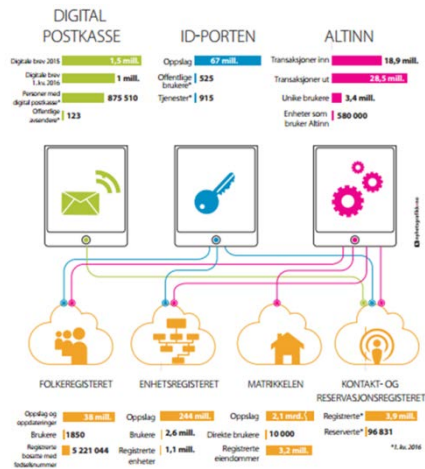 DIGITAL
POSTKASSE
Digitale brev 2015 1,5 mill.
Digitale brev
1. kv. 2016 1 mill.
Personer med
digital postkasse* 875 510
Offentlige
avsendere* 123
ID-PORTEN
Oppslag 67 mill.
Offentlige
brukere* 525
Tjenester* 915
ALTINN
Transaksjoner inn 18,9 mill.
Transaksjoner ut 28,5 mill.
Unike brukere 3,4 mill.
Enheter som
bruker Altinn 580 000
FOLKEREGISTERET
Oppslag og
oppdateringer 38 mill.
Brukere 1850
Registrerte
bosatte med
fødselsnummer 5 221 044
ENHETSREGISTERET
Oppslag 244 mill.
Brukere 2,6 mill.
Registrerte
enheter 1,1 mill.
MATRIKKELEN
Oppslag 2,1 mrd.
Direkte brukere 10 000
Registrerte
eiendommer 3,2 mill.
KONTAKT- OG
RESERVASJONSREGISTERET
Registrerte* 3,9 mill.
Reserverte* 96 831
*1. kv. 2016